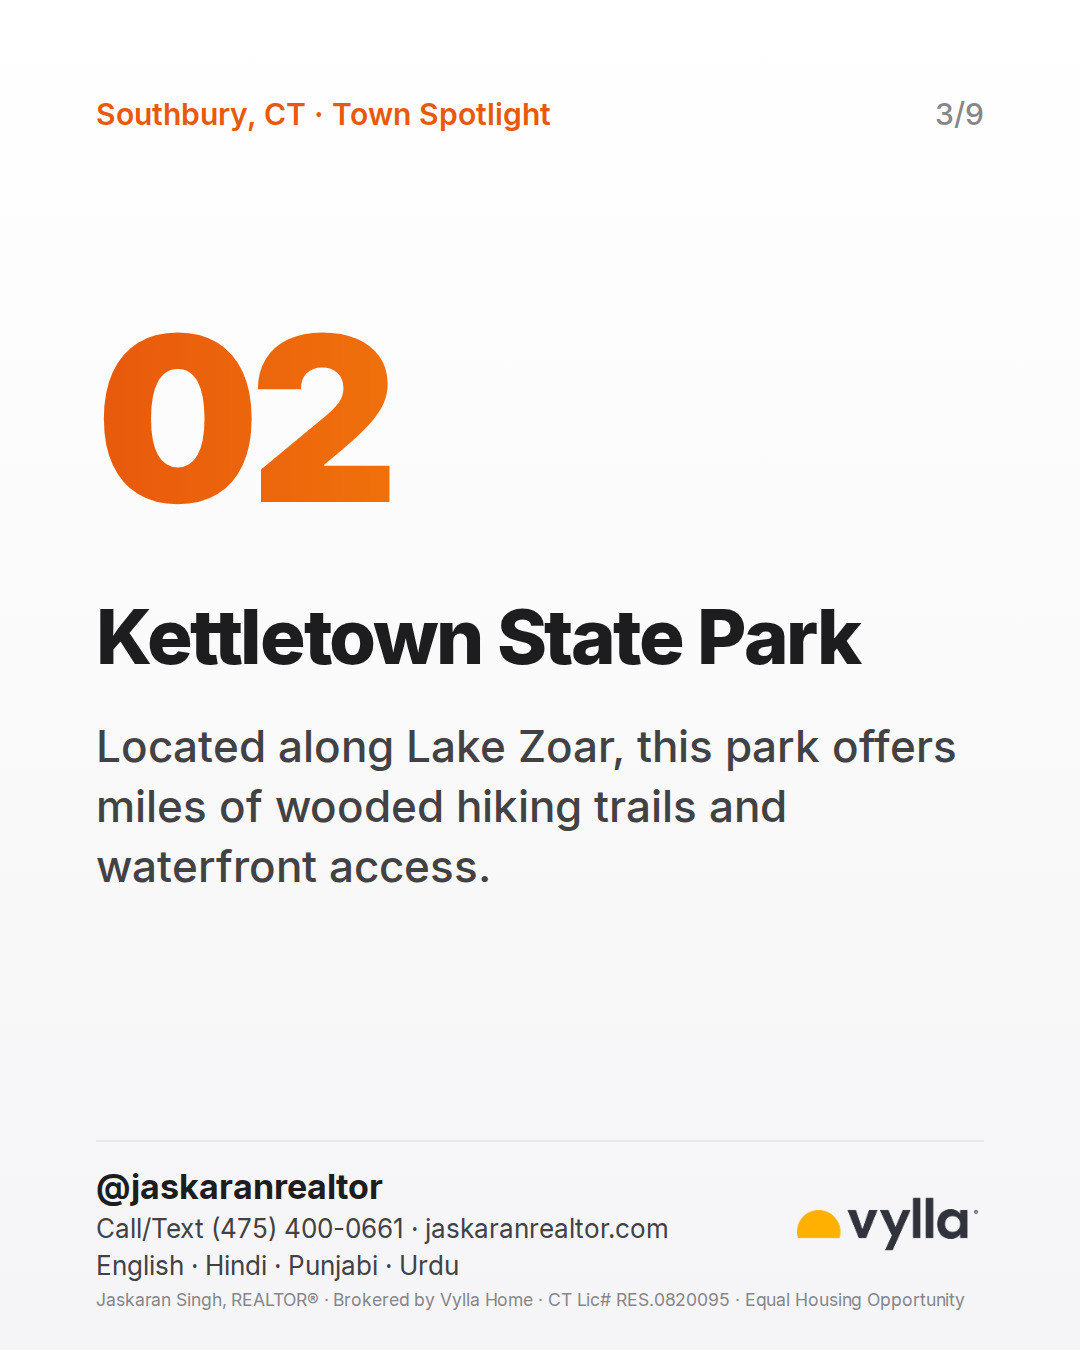 Southbury, CT · Town Spotlight
3/9
02
Kettletown State Park
Located along Lake Zoar, this park offers
miles of wooded hiking trails and
waterfront access.
@jaskaranrealtor
Call/Text (475) 400-0661 · jaskaranrealtor.com
English · Hindi · Punjabi · Urdu
Jaskaran Singh, REALTOR® · Brokered by Vylla Home · CT Lic# RES.0820095 · Equal Housing Opportunity
vylla